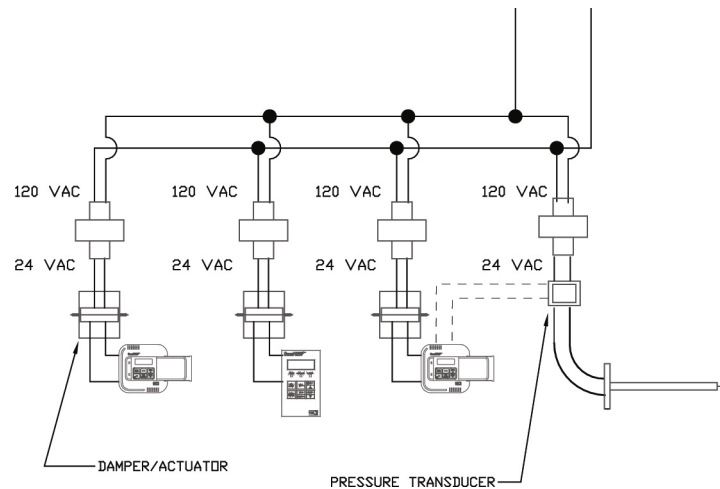 120 VAC 120 VAC 120 VAC 120 VAC
24 VAC 24 VAC 24 VAC 24 VAC
DAMPER/ACTUATOR
PRESSURE TRANSDUCER